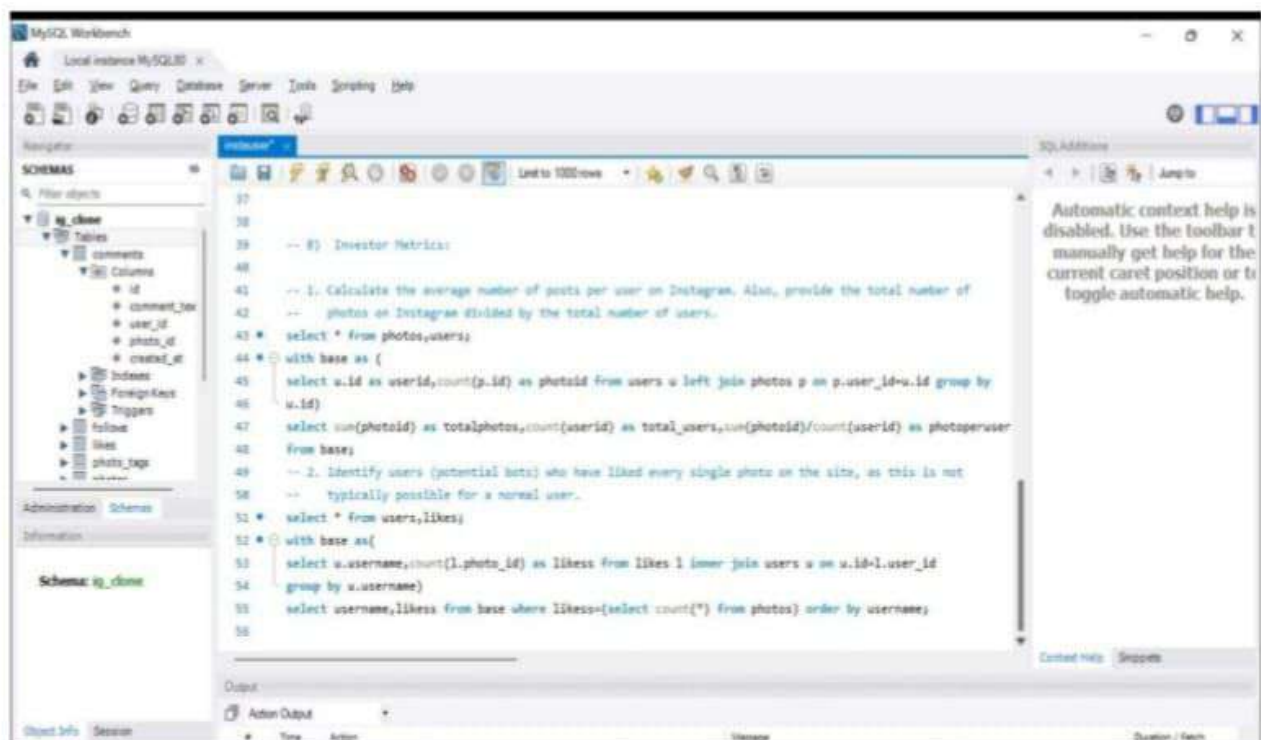 MySQL Workbench
Local instance MySQL80 ×
File Edit View Query Database Server Tools Scripting Help
Navigator
SCHEMAS
Filter objects
ig_clone
Tables
comments
Columns
id
comment_tex
user_id
photo_id
created_at
Indexes
Foreign Keys
Triggers
follows
likes
photo_tags
photos
Administration Schemas
Information
Schema: ig_clone
Object Info Session
Limit to 1000 rows
37
38
39 -- B) Investor Metrics:
40
41 -- 1. Calculate the average number of posts per user on Instagram. Also, provide the total number of
42 -- photos on Instagram divided by the total number of users.
43 select * from photos,users;
44 with base as (
45 select u.id as userid,count(p.id) as photoid from users u left join photos p on p.user_id=u.id group by
46 u.id)
47 select sum(photoid) as totalphotos,count(userid) as total_users,sum(photoid)/count(userid) as photoperuser
48 from base;
49 -- 2. Identify users (potential bots) who have liked every single photo on the site, as this is not
50 -- typically possible for a normal user.
51 select * from users,likes;
52 with base as(
53 select u.username,count(l.photo_id) as likess from likes l inner join users u on u.id=l.user_id
54 group by u.username)
55 select username,likess from base where likess=(select count(*) from photos) order by username;
56
Output
Action Output
# Time Action Message Duration / Fetch
SQLAdditions
Jump to
Automatic context help is
disabled. Use the toolbar t
manually get help for the
current caret position or to
toggle automatic help.
Context Help Snippets